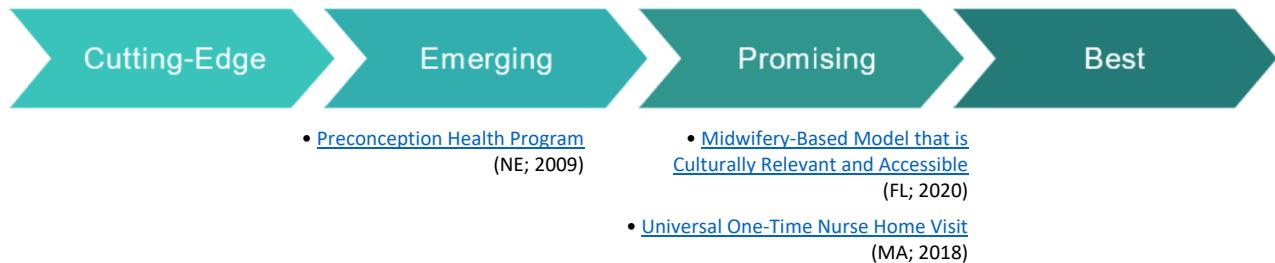 Cutting-Edge
Emerging
Promising
Best
• Preconception Health Program
(NE; 2009)
• Midwifery-Based Model that is
Culturally Relevant and Accessible
(FL; 2020)
• Universal One-Time Nurse Home Visit
(MA; 2018)